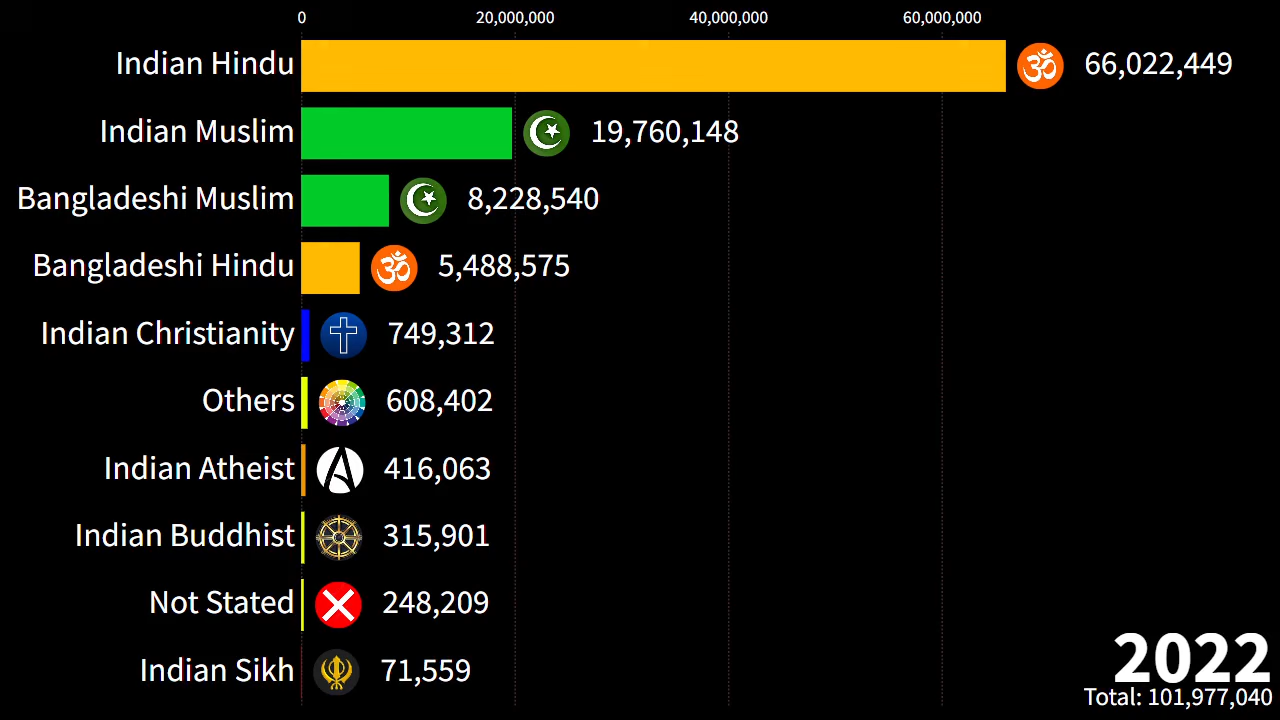 0 20,000,000 40,000,000 60,000,000
Indian Hindu 66,022,449
Indian Muslim 19,760,148
Bangladeshi Muslim 8,228,540
Bangladeshi Hindu 5,488,575
Indian Christianity 749,312
Others 608,402
Indian Atheist 416,063
Indian Buddhist 315,901
Not Stated 248,209
Indian Sikh 71,559
2022
Total: 101,977,040